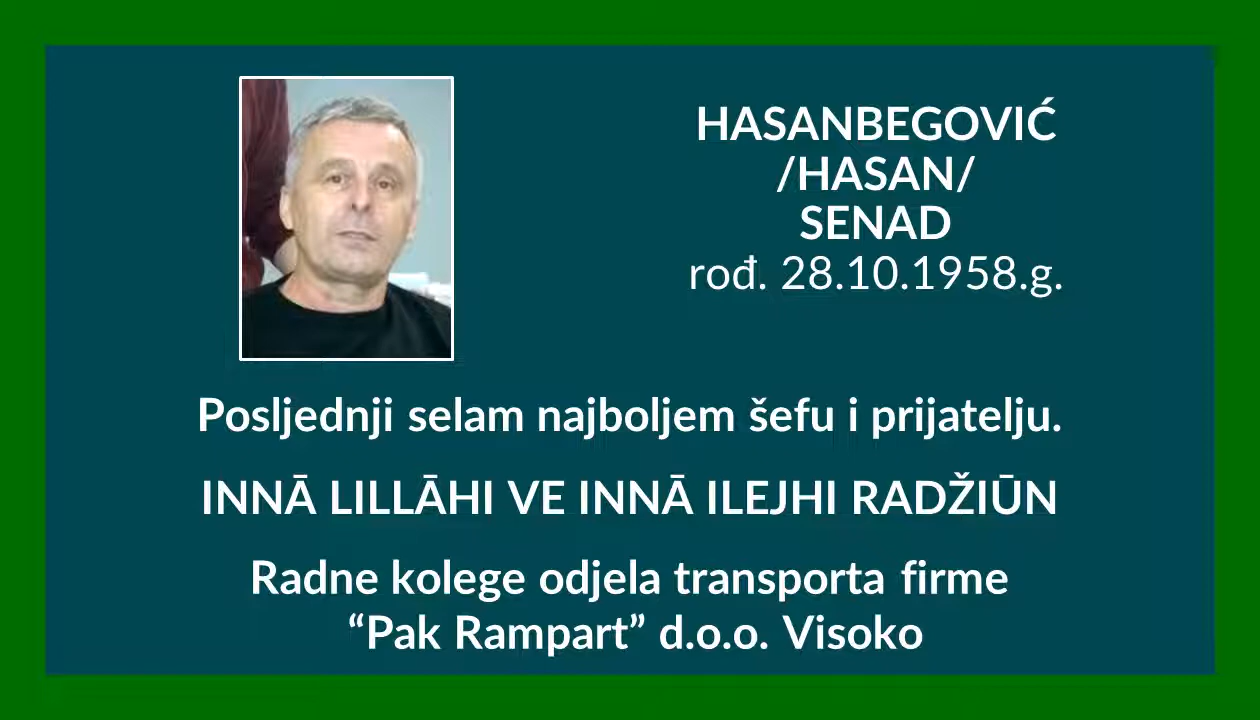 HASANBEGOVIĆ
/HASAN/
SENAD
rođ. 28.10.1958.g.
Posljednji selam najboljem šefu i prijatelju.
INNĀ LILLĀHI VE INNĀ ILEJHI RADŽIŪN
Radne kolege odjela transporta firme
“Pak Rampart” d.o.o. Visoko